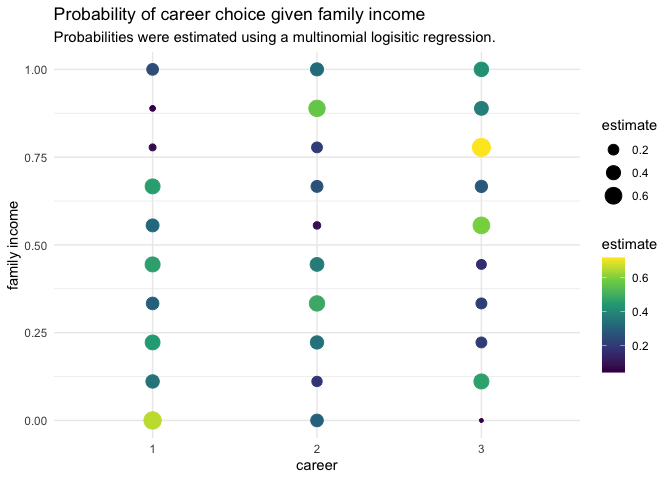 Probability of career choice given family income
Probabilities were estimated using a multinomial logisitic regression.
1.00
0.75
0.50
0.25
0.00
family income
1 2 3
career
estimate
0.2
0.4
0.6
estimate
0.6
0.4
0.2